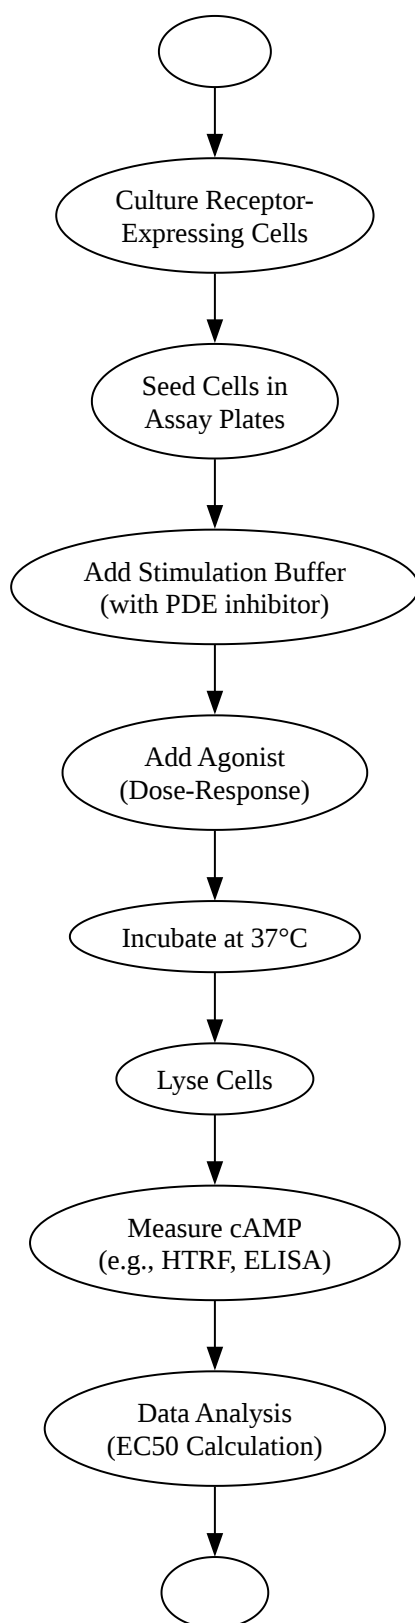 Culture Receptor-
Expressing Cells
Seed Cells in
Assay Plates
Add Stimulation Buffer
(with PDE inhibitor)
Add Agonist
(Dose-Response)
Incubate at 37°C
Lyse Cells
Measure cAMP
(e.g., HTRF, ELISA)
Data Analysis
(EC50 Calculation)